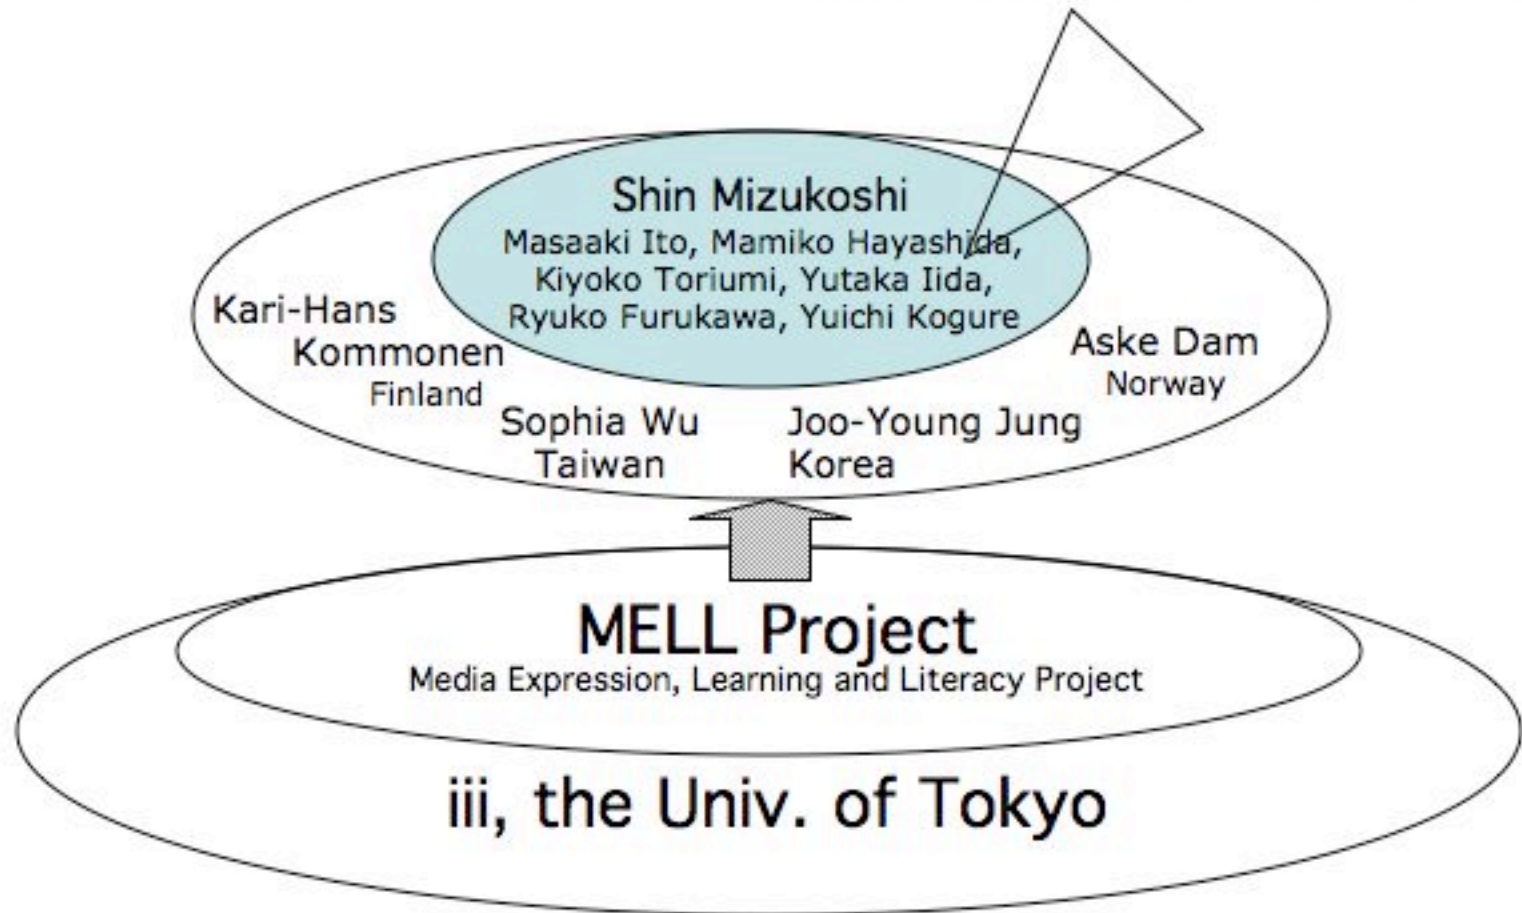 Shin Mizukoshi
Masaaki Ito, Mamiko Hayashida,
Kiyoko Toriumi, Yutaka Iida,
Ryuko Furukawa, Yuichi Kogure
Kari-Hans
Kommonen
Finland
Sophia Wu
Taiwan
Joo-Young Jung
Korea
Aske Dam
Norway
MELL Project
Media Expression, Learning and Literacy Project
iii, the Univ. of Tokyo